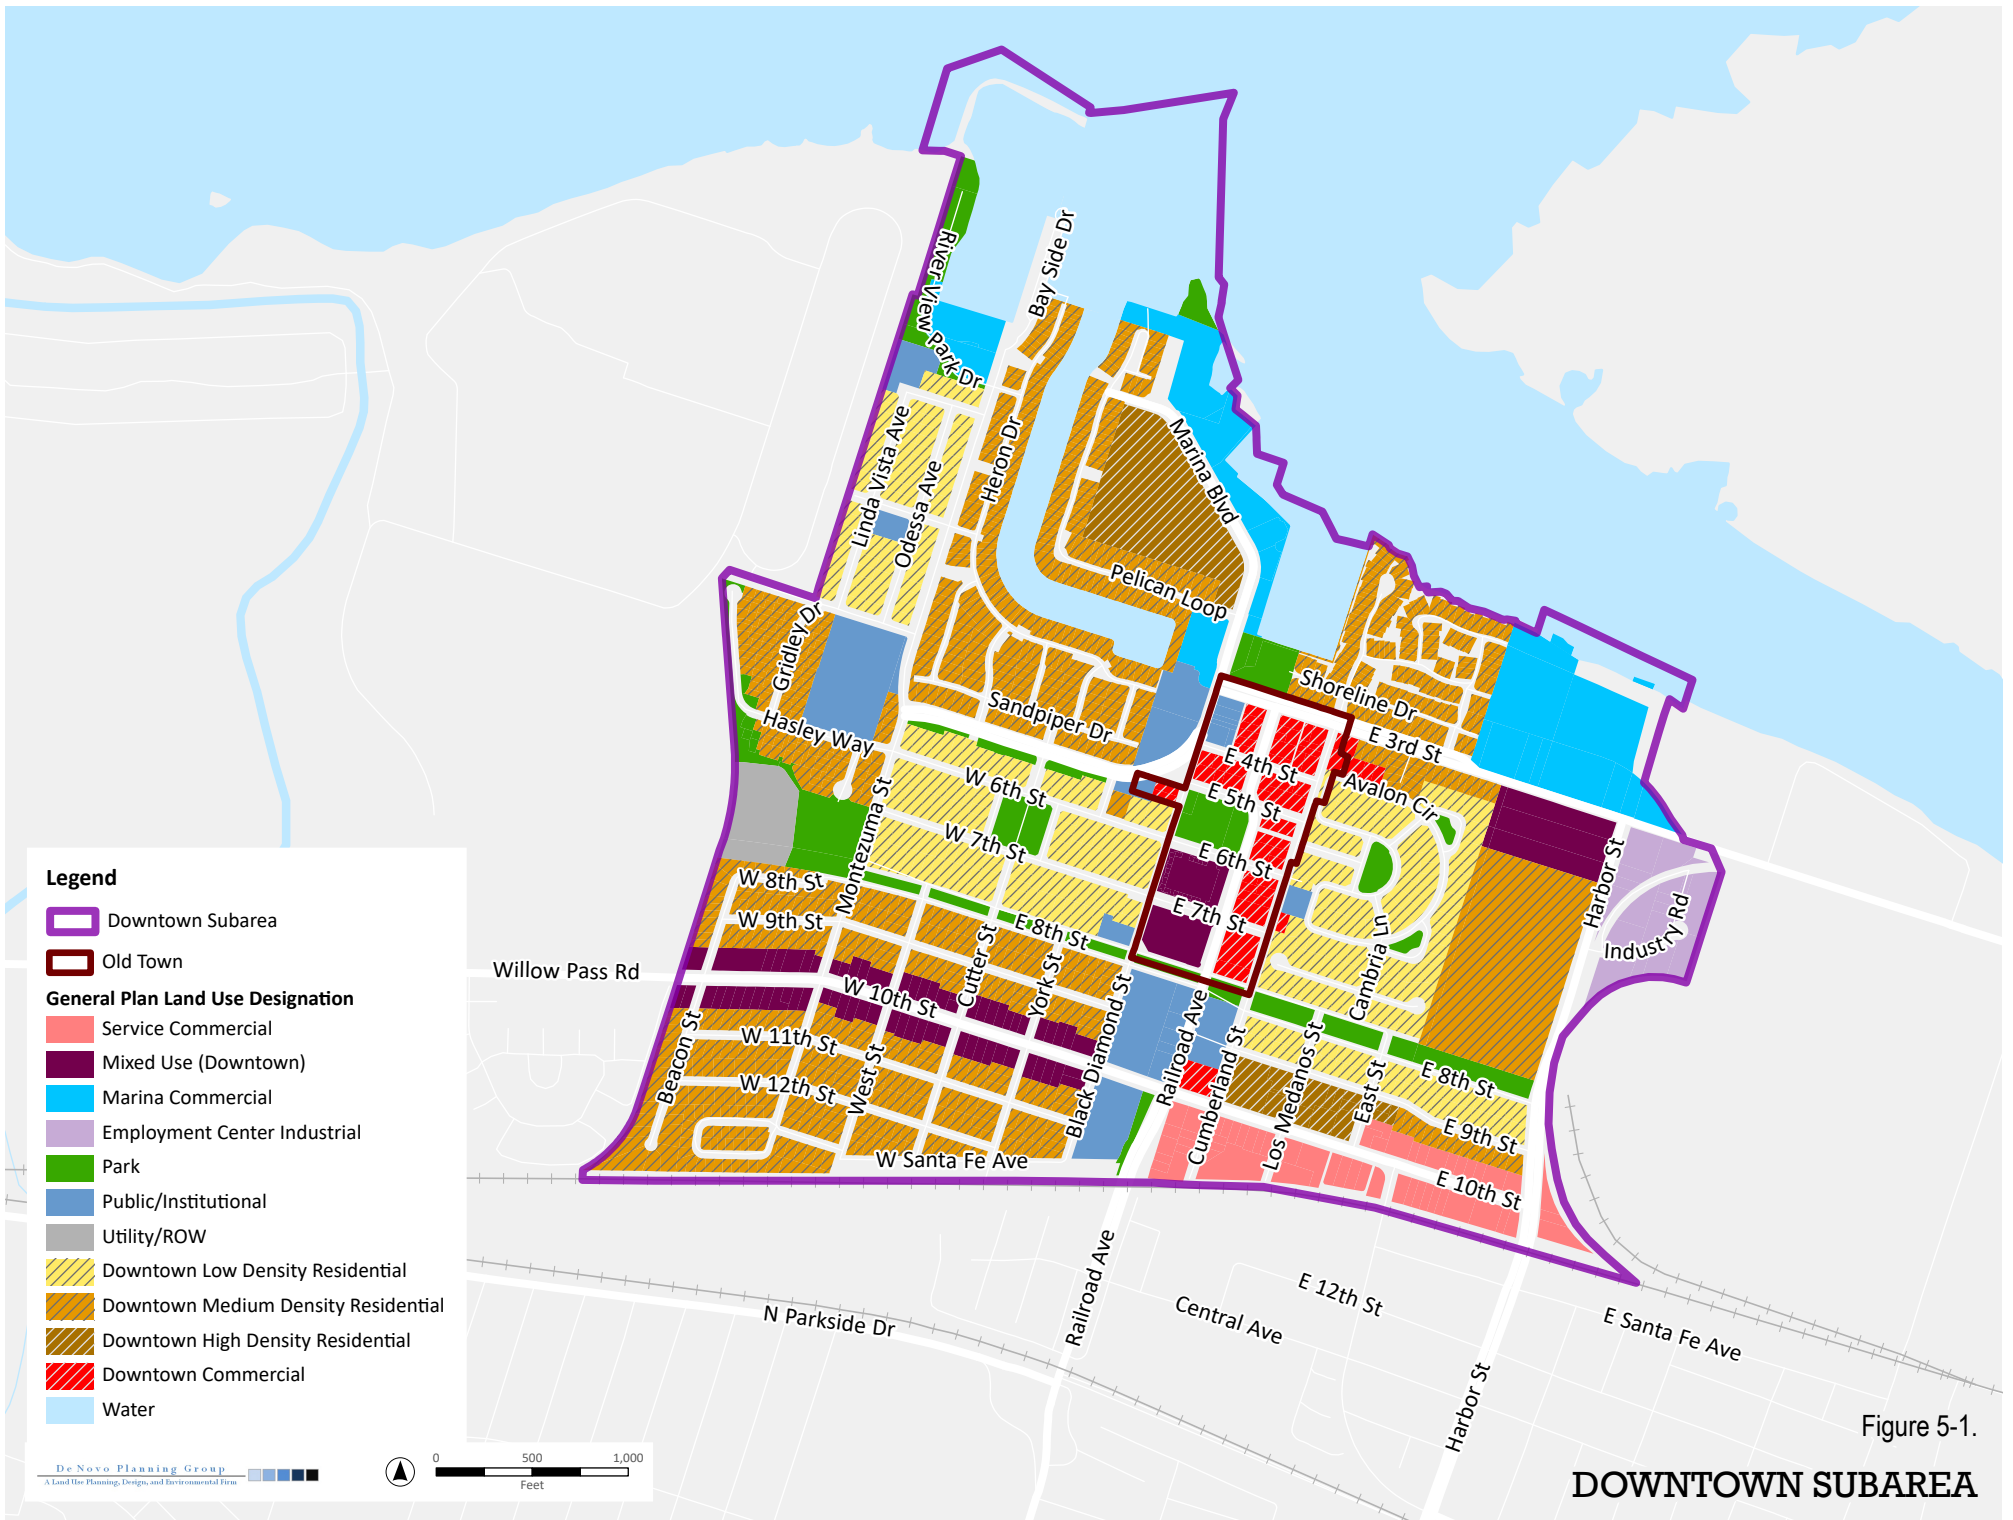 Bay Side Dr
River View Park Dr
Linda Vista Ave
Odessa Ave
Heron Dr
Marina Blvd
Pelican Loop
Gridley Dr
Hasley Way
Sandpiper Dr
Shoreline Dr
E 3rd St
E 4th St
E 5th St
Avalon Cir
W 6th St
W 7th St
E 6th St
E 7th St
Montezuma St
W 8th St
W 9th St
E 8th St
Cutter St
York St
Cambria Ln
Harbor St
Industry Rd
Willow Pass Rd
W 10th St
Black Diamond St
Railroad Ave
Cumberland St
Los Medanos St
East St
E 8th St
E 9th St
E 10th St
Beacon St
W 11th St
W 12th St
West St
W Santa Fe Ave
Railroad Ave
Central Ave
E 12th St
Harbor St
E Santa Fe Ave
N Parkside Dr
Legend
Downtown Subarea
Old Town
General Plan Land Use Designation
Service Commercial
Mixed Use (Downtown)
Marina Commercial
Employment Center Industrial
Park
Public/Institutional
Utility/ROW
Downtown Low Density Residential
Downtown Medium Density Residential
Downtown High Density Residential
Downtown Commercial
Water
De Novo Planning Group
A Land Use Planning, Design, and Environmental Firm
0 500 1,000
Feet
Figure 5-1.
DOWNTOWN SUBAREA